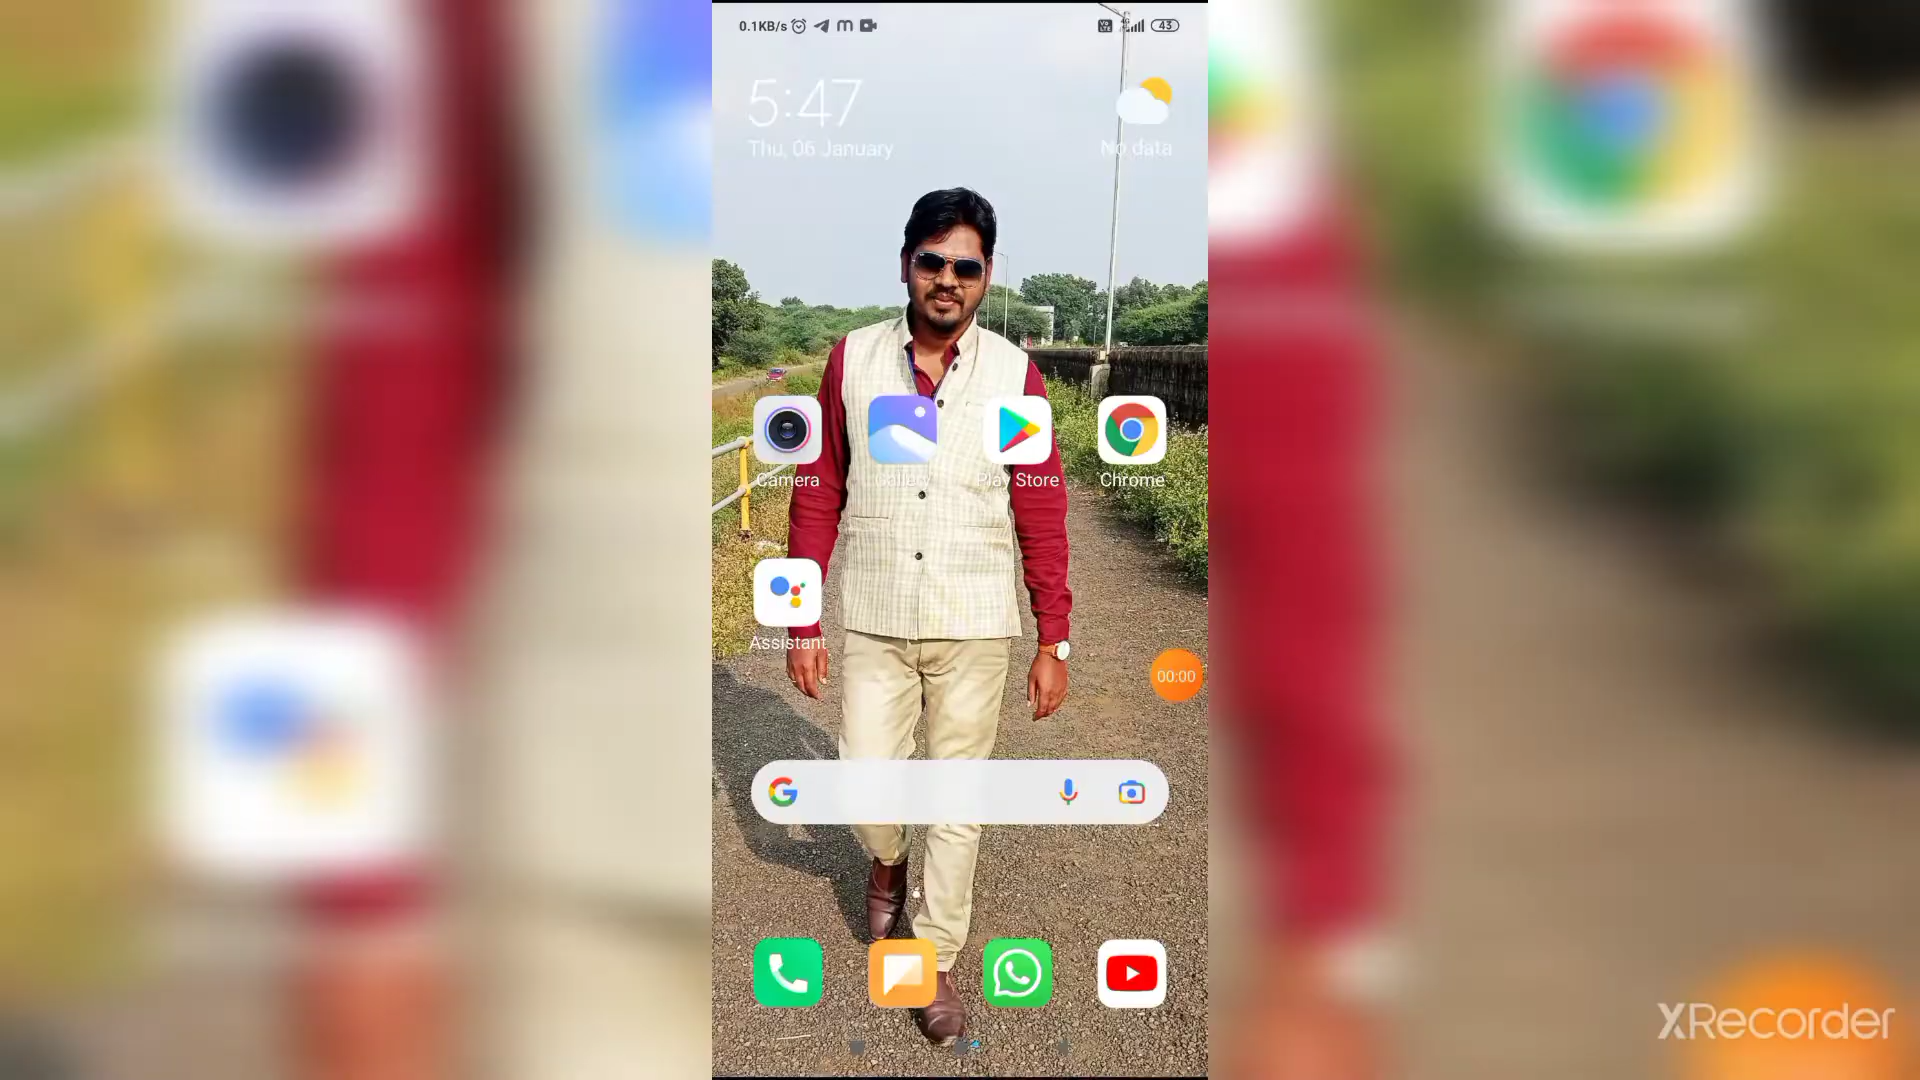 0.1KB/s
43
5:47
Thu, 06 January
No data
Camera
Gallery
Play Store
Chrome
Assistant
00:00
XRecorder